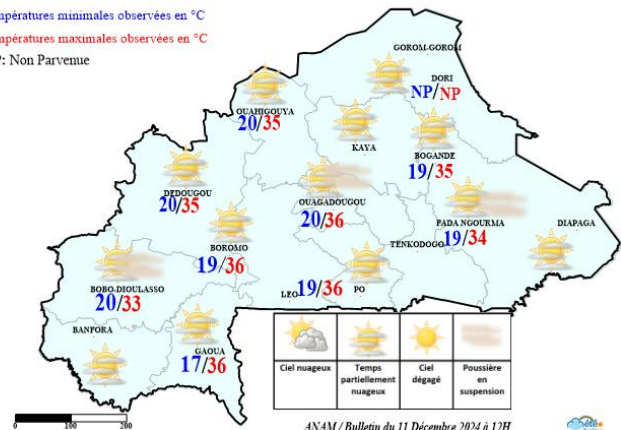 mpératures minimales observées en °C
mpératures maximales observées en °C
: Non Parvenue
GOROM-GOROM
DORI
NP/NP
OUAHIGOUYA
20/35
KAYA
BOGANDE
19/35
DEDOUGOU
20/35
OUAGADOUGOU
20/36
FADA NGOURMA
19/34
DIAPAGA
BOROMO
19/36
TENKODOGO
BOBO-DIOULASSO
20/33
LEO
19/36
PO
BANFORA
GAOUA
17/36
Ciel nuageux
Temps partiellement nuageux
Ciel dégagé
Poussière en suspension
0 100 200
ANAM / Bulletin du 11 Décembre 2024 à 12H